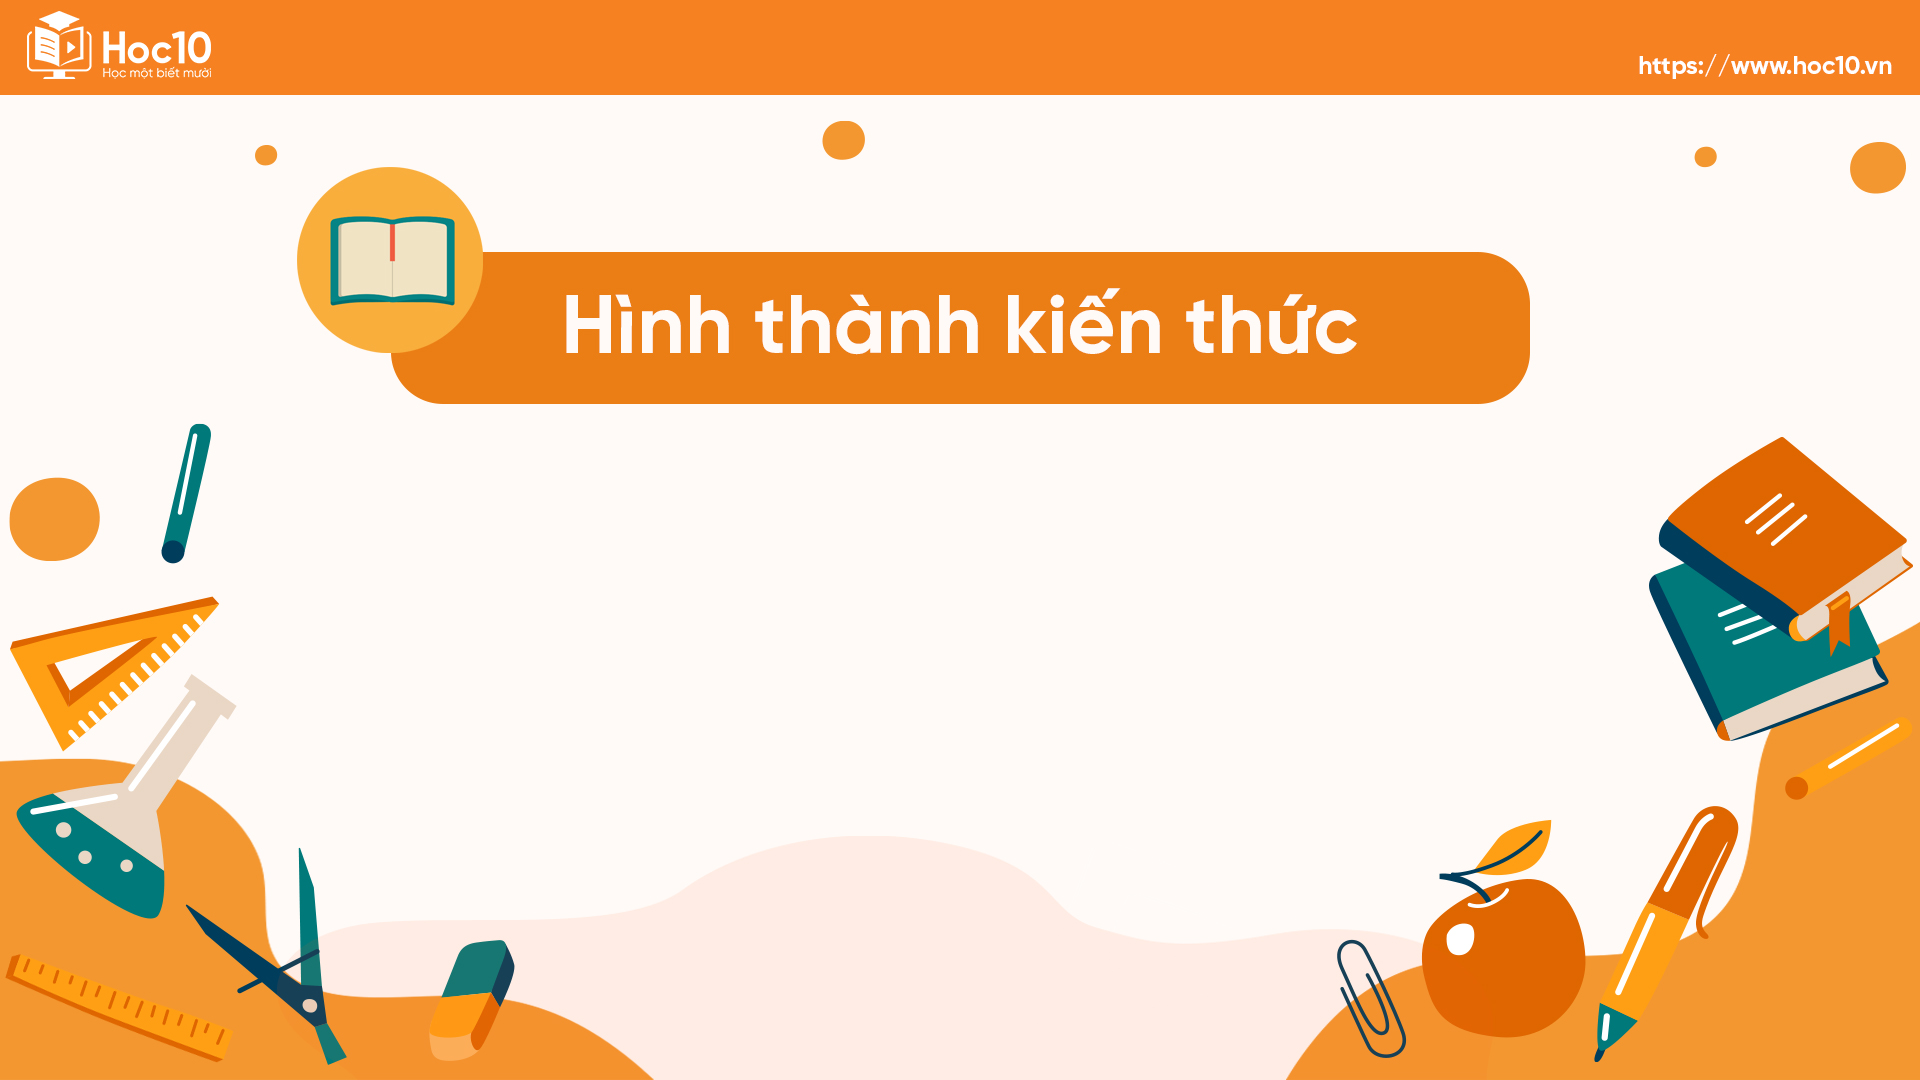 Hoc10
Học một biết mười
https://www.hoc10.vn
Hình thành kiến thức